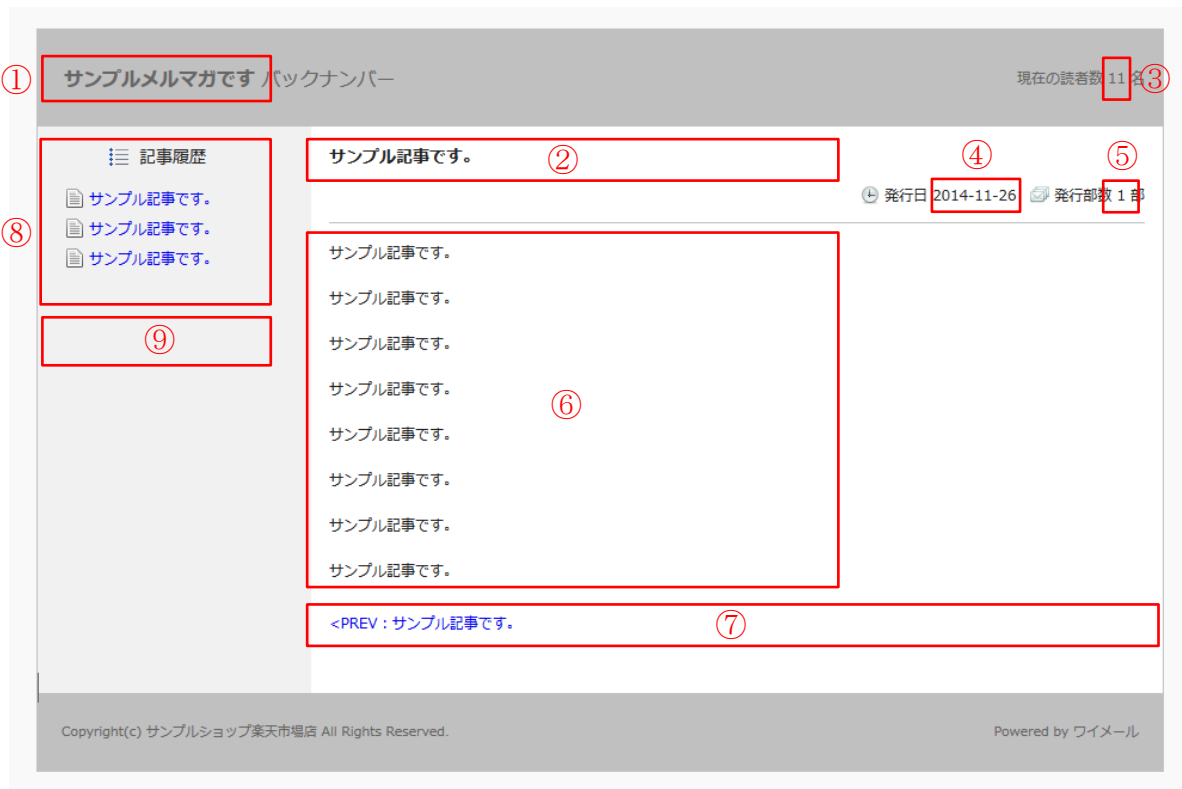 ① サンプルメルマガです バックナンバー
現在の読者数 11 名 ③
記事履歴
サンプル記事です。
サンプル記事です。
サンプル記事です。
⑧
⑨
サンプル記事です。 ②
④ ⑤
発行日 2014-11-26 発行部数 1 部
サンプル記事です。
サンプル記事です。
サンプル記事です。
サンプル記事です。
⑥
サンプル記事です。
サンプル記事です。
サンプル記事です。
サンプル記事です。
<PREV : サンプル記事です。 ⑦
Copyright(c) サンプルショップ楽天市場店 All Rights Reserved.
Powered by ワイメール